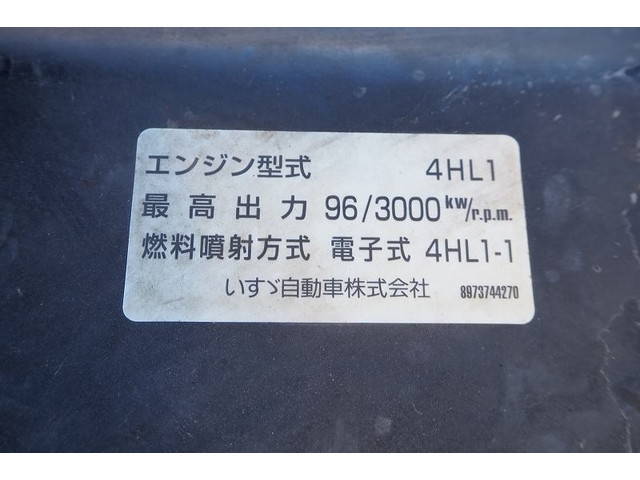 エンジン型式 4HL1
最高出力 96/3000 kw/r.p.m.
燃料噴射方式 電子式 4HL1-1
いすゞ自動車株式会社 8973744270